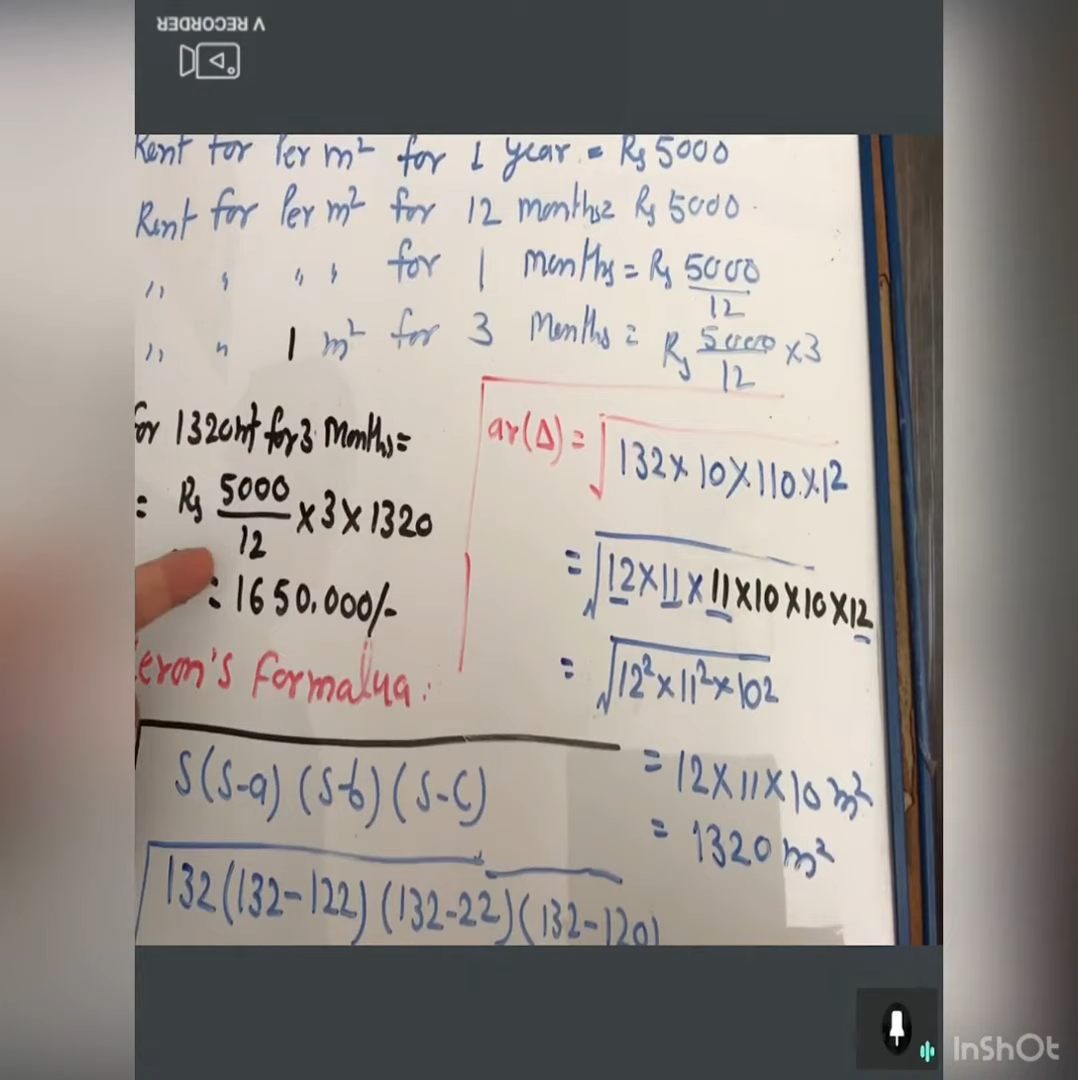 V RECORDER
Rent for Per m² for 1 year = Rs 5000
Rent for Per m² for 12 months = Rs 5000
,, ,, ,, ,, for 1 months = Rs 5000/12
,, ,, 1 m² for 3 Months = Rs 5000/12 ×3
for 1320m² for 3 Months =
= Rs 5000/12 × 3 × 1320
= 1650.000/-
eron's Formalua:
S(S-a) (S-b) (S-c)
√132(132-122) (132-22) (132-120)
ar(Δ) = √132× 10×110×12
= √12×11×11×10×10×12
= √12²×11²×10²
= 12×11×10 m²
= 1320 m²
InShOt